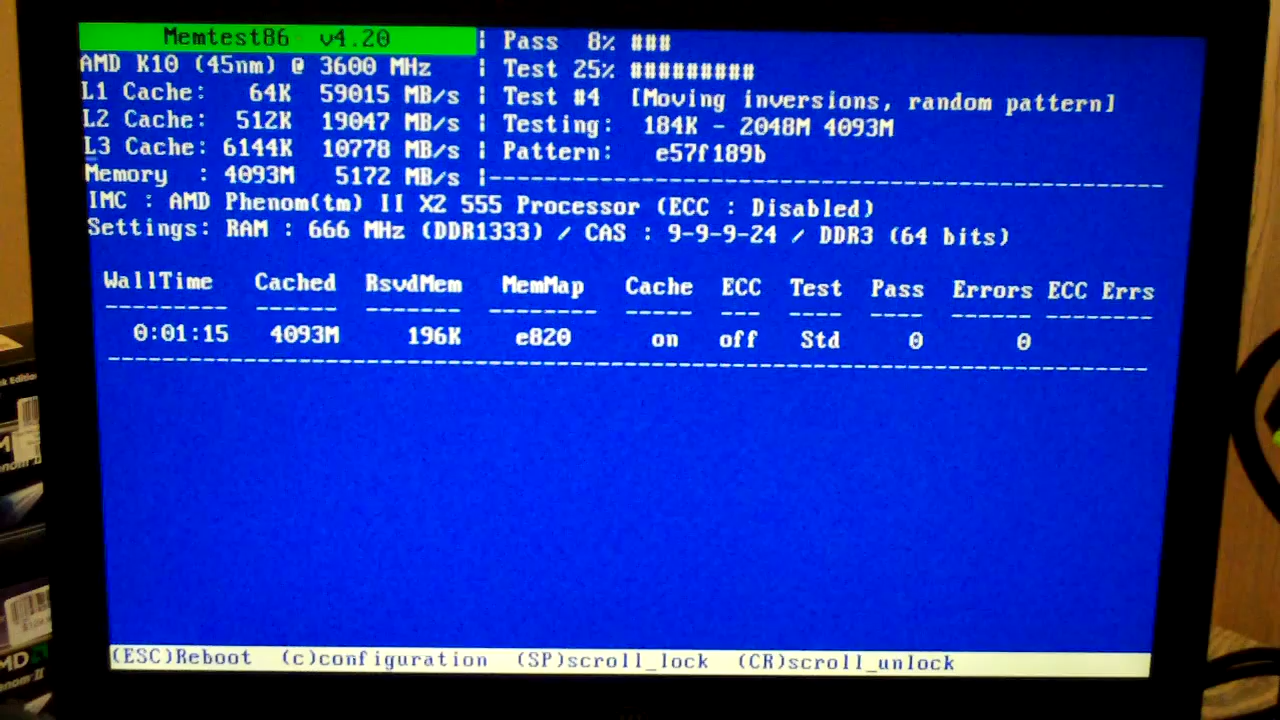 Memtest86 v4.20 | Pass 8% ###
AMD K10 (45nm) @ 3600 MHz | Test 25% #########
L1 Cache: 64K 59015 MB/s | Test #4 [Moving inversions, random pattern]
L2 Cache: 512K 19047 MB/s | Testing: 184K - 2048M 4093M
L3 Cache: 6144K 10778 MB/s | Pattern: e57f189b
Memory : 4093M 5172 MB/s |------------------------------------------------
IMC : AMD Phenom(tm) II X2 555 Processor (ECC : Disabled)
Settings: RAM : 666 MHz (DDR1333) / CAS : 9-9-9-24 / DDR3 (64 bits)
WallTime Cached RsvdMem MemMap Cache ECC Test Pass Errors ECC Errs
--------- ------ ------- -------- ----- --- ---- ---- ------ --------
0:01:15 4093M 196K e820 on off Std 0 0
-----------------------------------------------------------------------------
(ESC)Reboot (c)configuration (SP)scroll_lock (CR)scroll_unlock
Edition